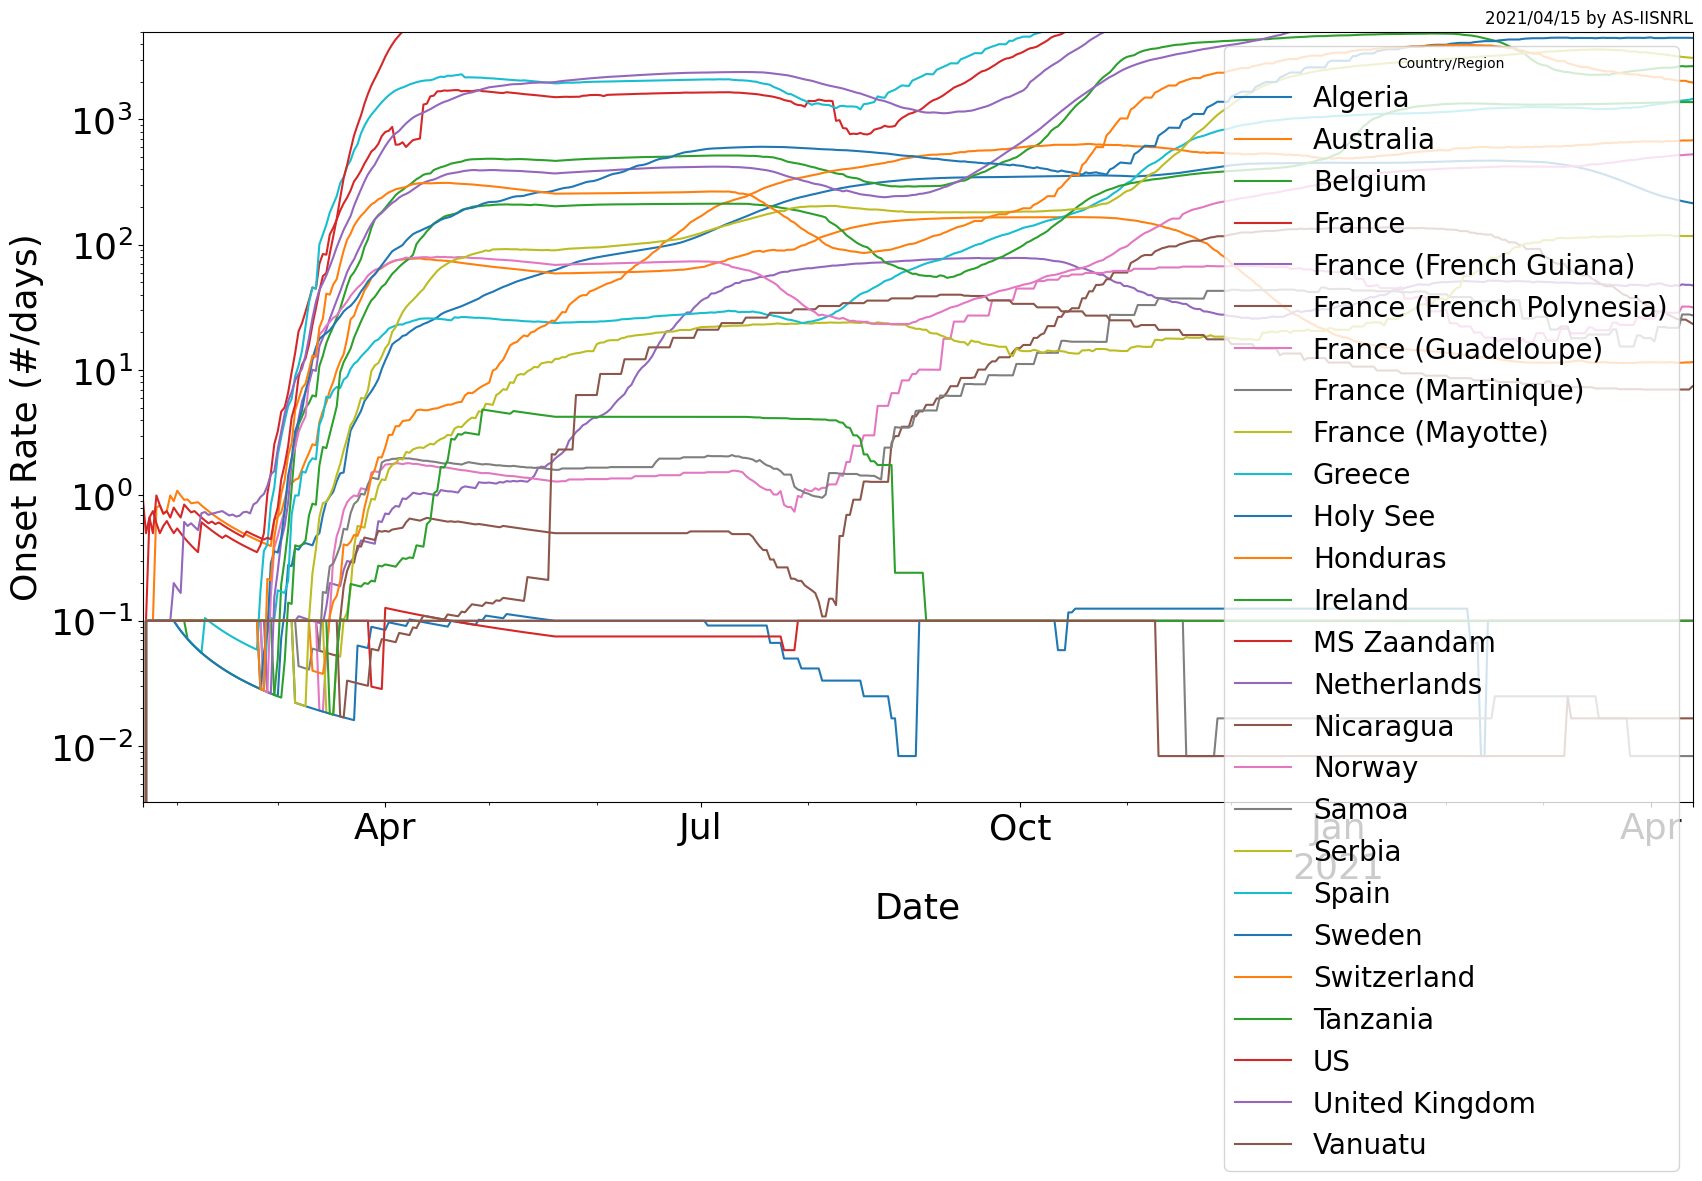 2021/04/15 by AS-IISNRL
Onset Rate (#/days)
10³
10²
10¹
10⁰
10⁻¹
10⁻²
Apr
Jul
Oct
Jan
2021
Apr
Date
Country/Region
Algeria
Australia
Belgium
France
France (French Guiana)
France (French Polynesia)
France (Guadeloupe)
France (Martinique)
France (Mayotte)
Greece
Holy See
Honduras
Ireland
MS Zaandam
Netherlands
Nicaragua
Norway
Samoa
Serbia
Spain
Sweden
Switzerland
Tanzania
US
United Kingdom
Vanuatu